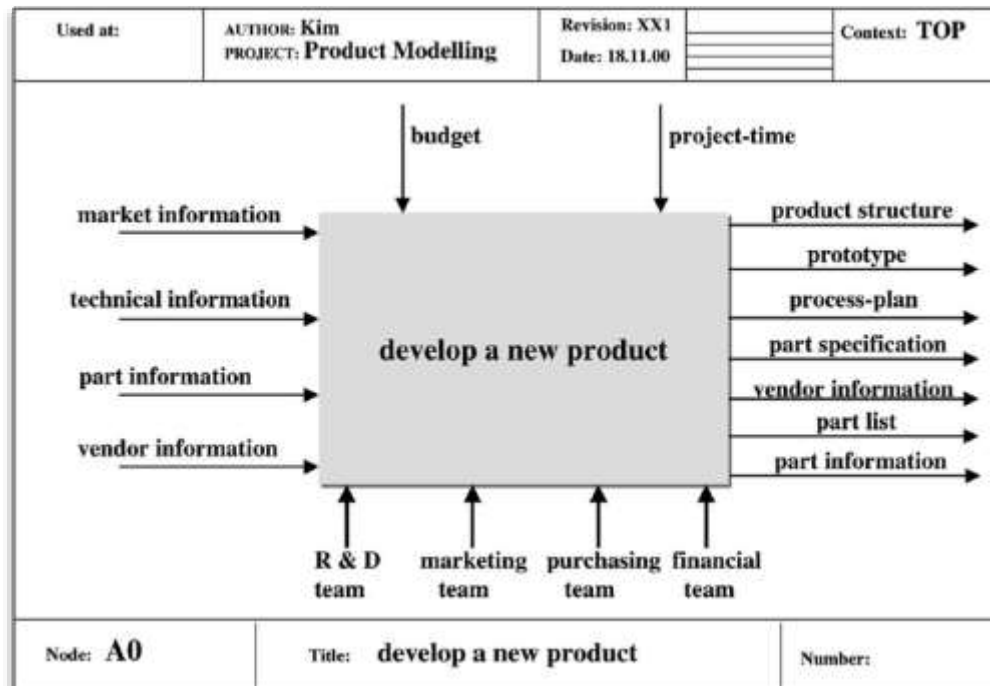 Used at:
AUTHOR: Kim
PROJECT: Product Modelling
Revision: XX1
Date: 18.11.00
Context: TOP
budget
project-time
market information
technical information
part information
vendor information
develop a new product
product structure
prototype
process-plan
part specification
vendor information
part list
part information
R & D
team
marketing
team
purchasing
team
financial
team
Node: A0
Title: develop a new product
Number: